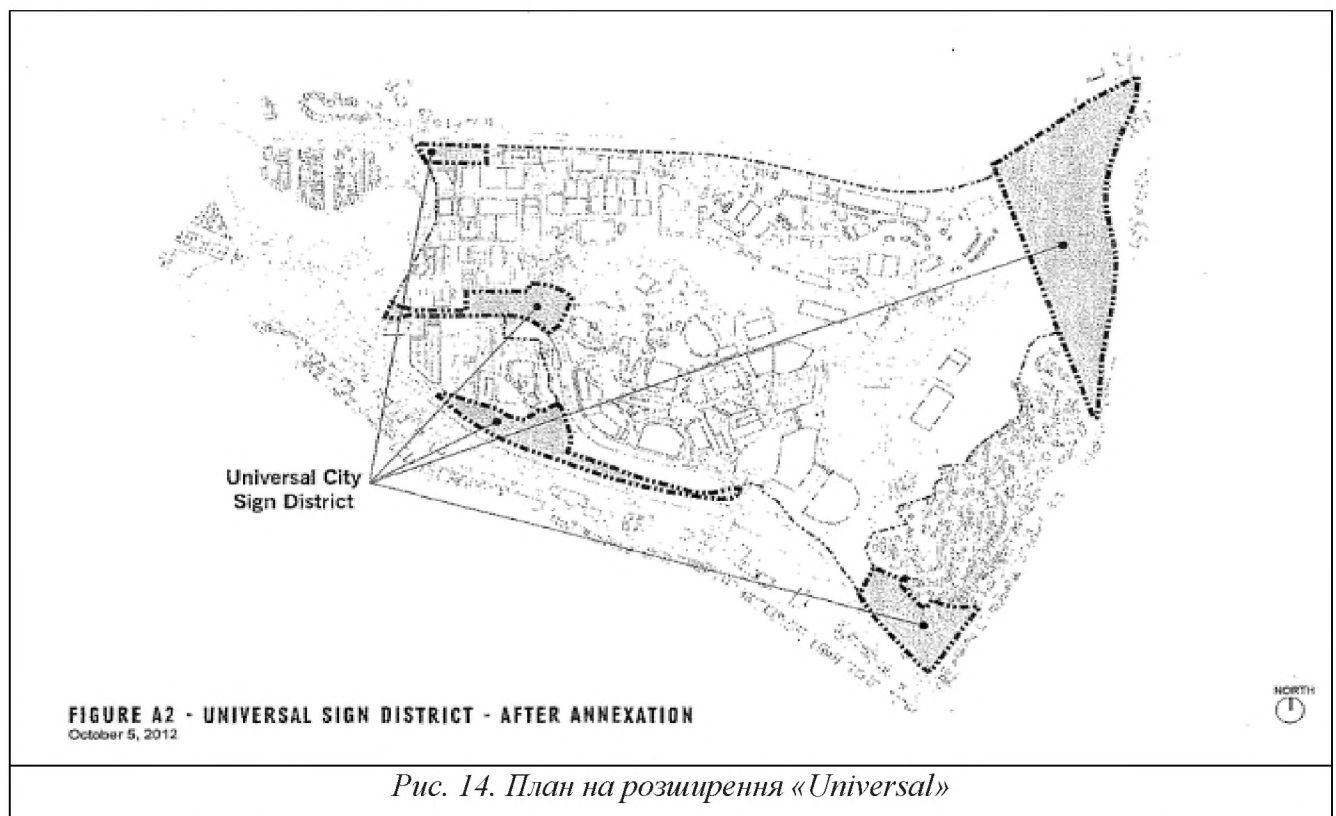 Universal City
Sign District
FIGURE A2 - UNIVERSAL SIGN DISTRICT - AFTER ANNEXATION
October 5, 2012
NORTH
Рис. 14. План на розширення «Universal»